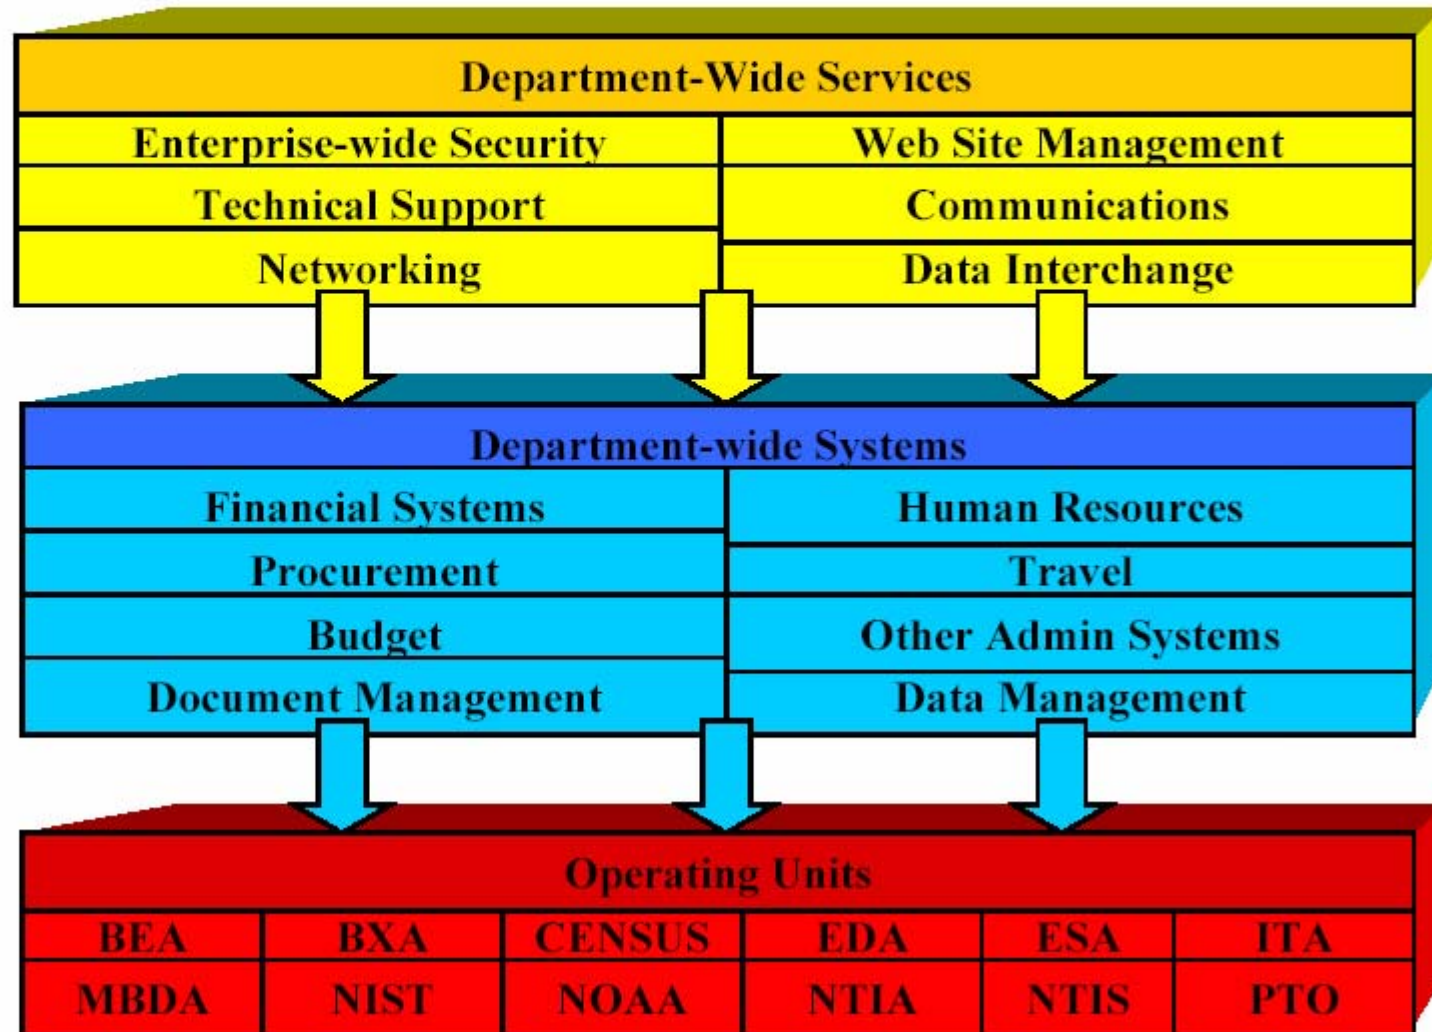 Department-Wide Services
Enterprise-wide Security
Web Site Management
Technical Support
Communications
Networking
Data Interchange
Department-wide Systems
Financial Systems
Human Resources
Procurement
Travel
Budget
Other Admin Systems
Document Management
Data Management
Operating Units
BEA BXA CENSUS EDA ESA ITA
MBDA NIST NOAA NTIA NTIS PTO